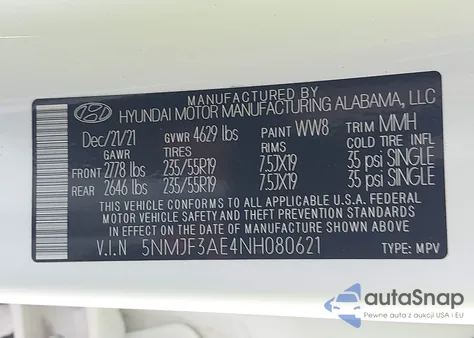 MANUFACTURED BY
HYUNDAI MOTOR MANUFACTURING ALABAMA, LLC
Dec/21/21 GVWR 4629 lbs PAINT WW8 TRIM MMH
GAWR TIRES RIMS COLD TIRE INFL
FRONT 2778 lbs 235/55R19 7.5JX19 35 psi SINGLE
REAR 2646 lbs 235/55R19 7.5JX19 35 psi SINGLE
THIS VEHICLE CONFORMS TO ALL APPLICABLE U.S.A. FEDERAL
MOTOR VEHICLE SAFETY AND THEFT PREVENTION STANDARDS
IN EFFECT ON THE DATE OF MANUFACTURE SHOWN ABOVE.
V.I.N 5NMJF3AE4NH080621 TYPE: MPV
autoSnap
Pewne auta z aukcji USA i EU